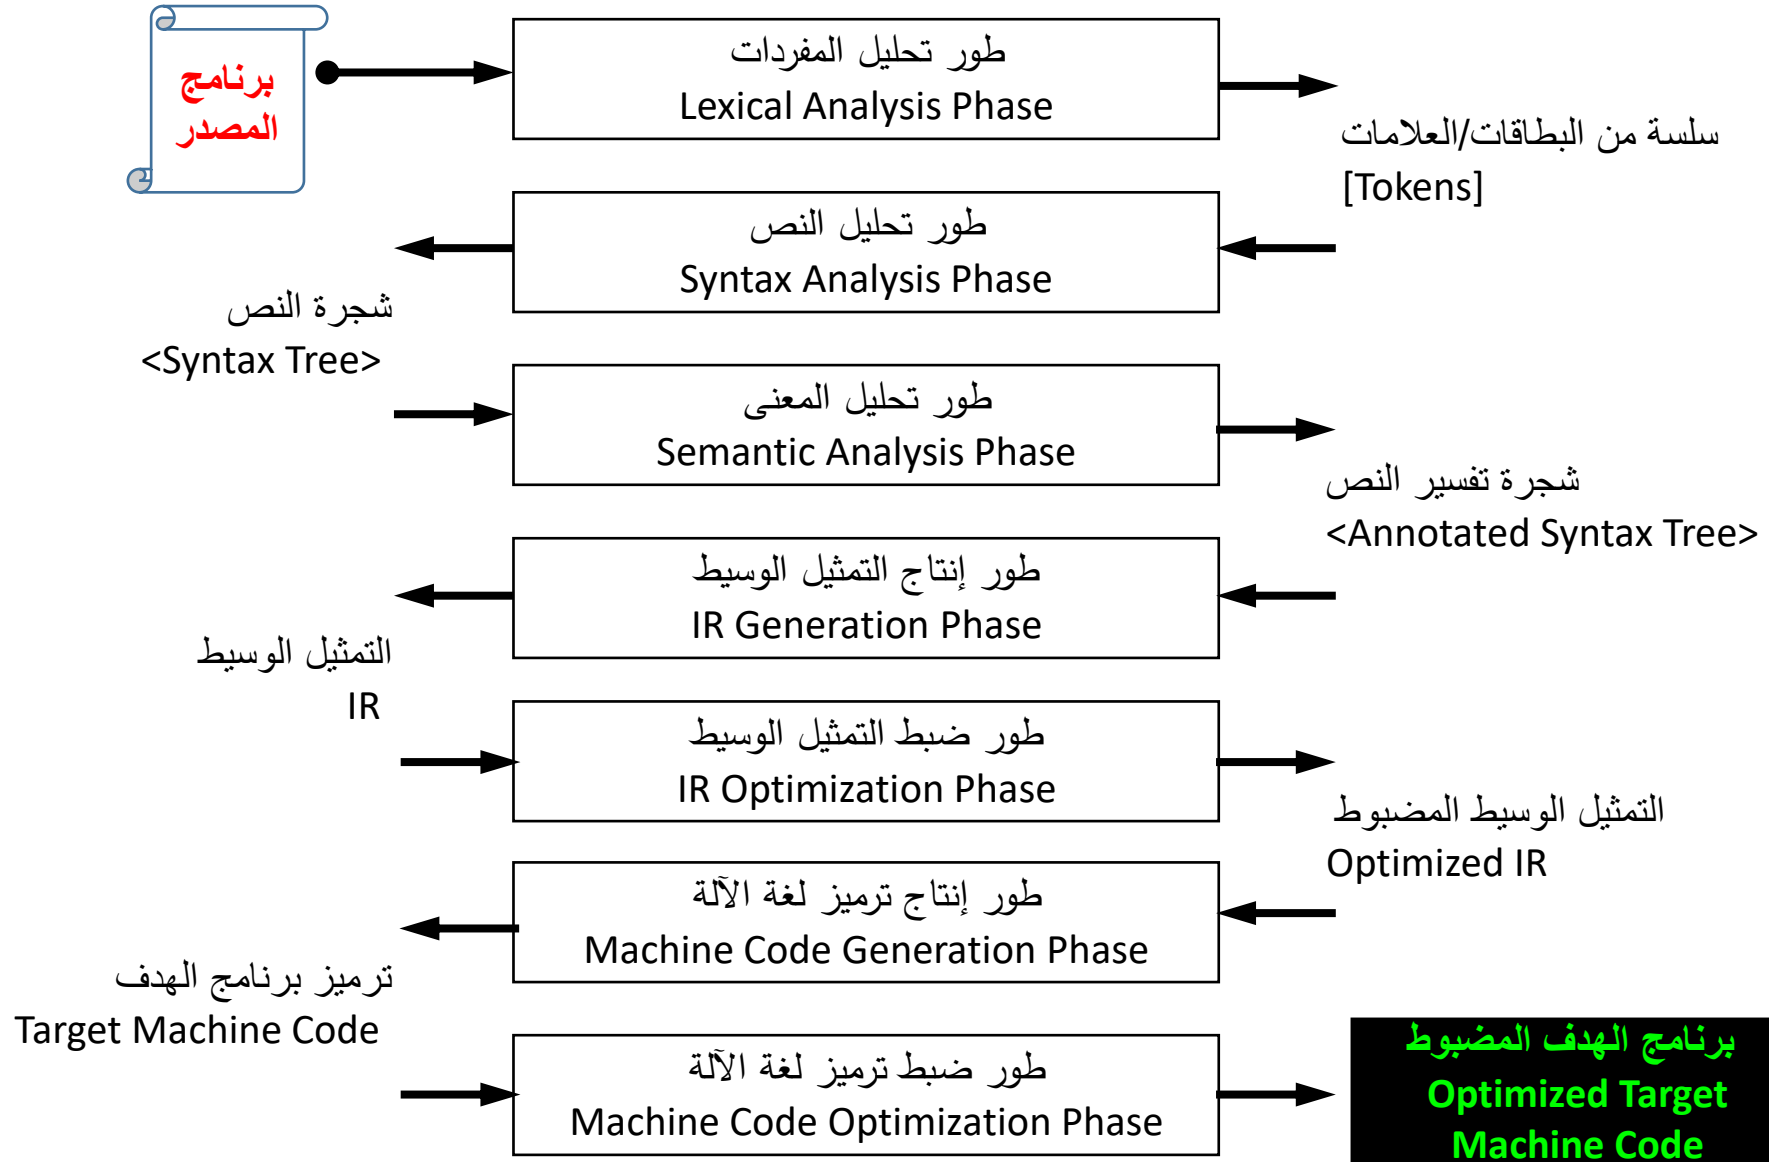 برنامج
المصدر
طور تحليل المفردات
Lexical Analysis Phase
سلسة من البطاقات/العلامات
[Tokens]
طور تحليل النص
Syntax Analysis Phase
شجرة النص
<Syntax Tree>
طور تحليل المعنى
Semantic Analysis Phase
شجرة تفسير النص
<Annotated Syntax Tree>
طور إنتاج التمثيل الوسيط
IR Generation Phase
التمثيل الوسيط
IR
طور ضبط التمثيل الوسيط
IR Optimization Phase
التمثيل الوسيط المضبوط
Optimized IR
طور إنتاج ترميز لغة الآلة
Machine Code Generation Phase
ترميز برنامج الهدف
Target Machine Code
طور ضبط ترميز لغة الآلة
Machine Code Optimization Phase
برنامج الهدف المضبوط
Optimized Target
Machine Code